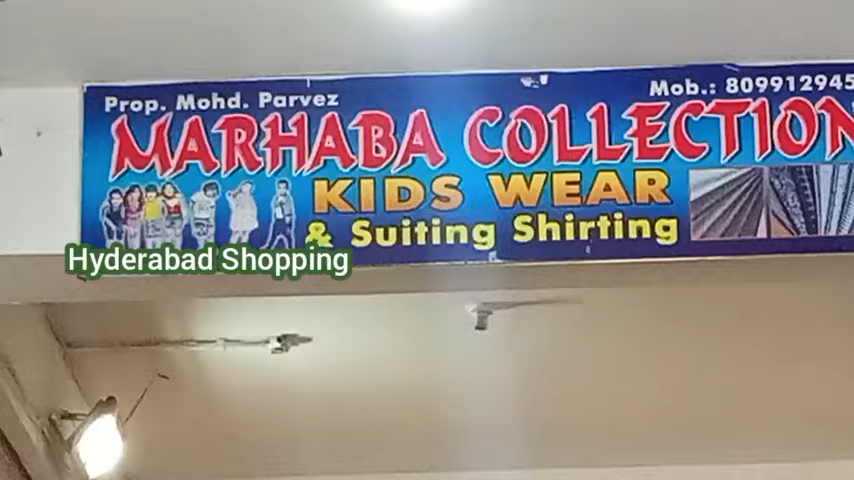 Prop. Mohd. Parvez
Mob.: 809912945
MARHABA COLLECTION
KIDS WEAR
& Suiting Shirting
Hyderabad Shopping